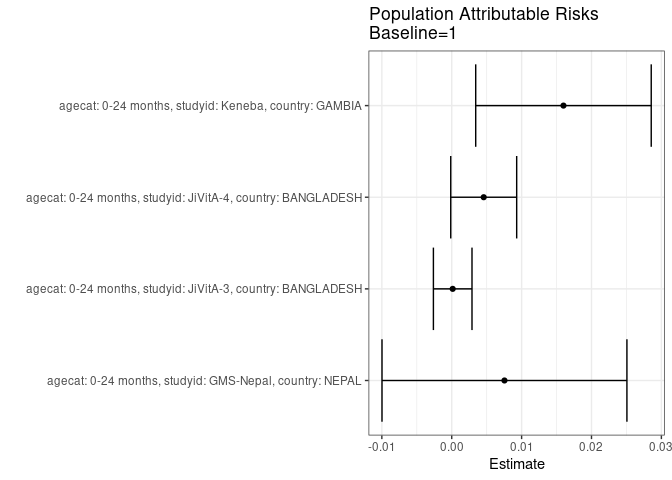 Population Attributable Risks
Baseline=1
agecat: 0-24 months, studyid: Keneba, country: GAMBIA
agecat: 0-24 months, studyid: JiVitA-4, country: BANGLADESH
agecat: 0-24 months, studyid: JiVitA-3, country: BANGLADESH
agecat: 0-24 months, studyid: GMS-Nepal, country: NEPAL
-0.01 0.00 0.01 0.02 0.03
Estimate